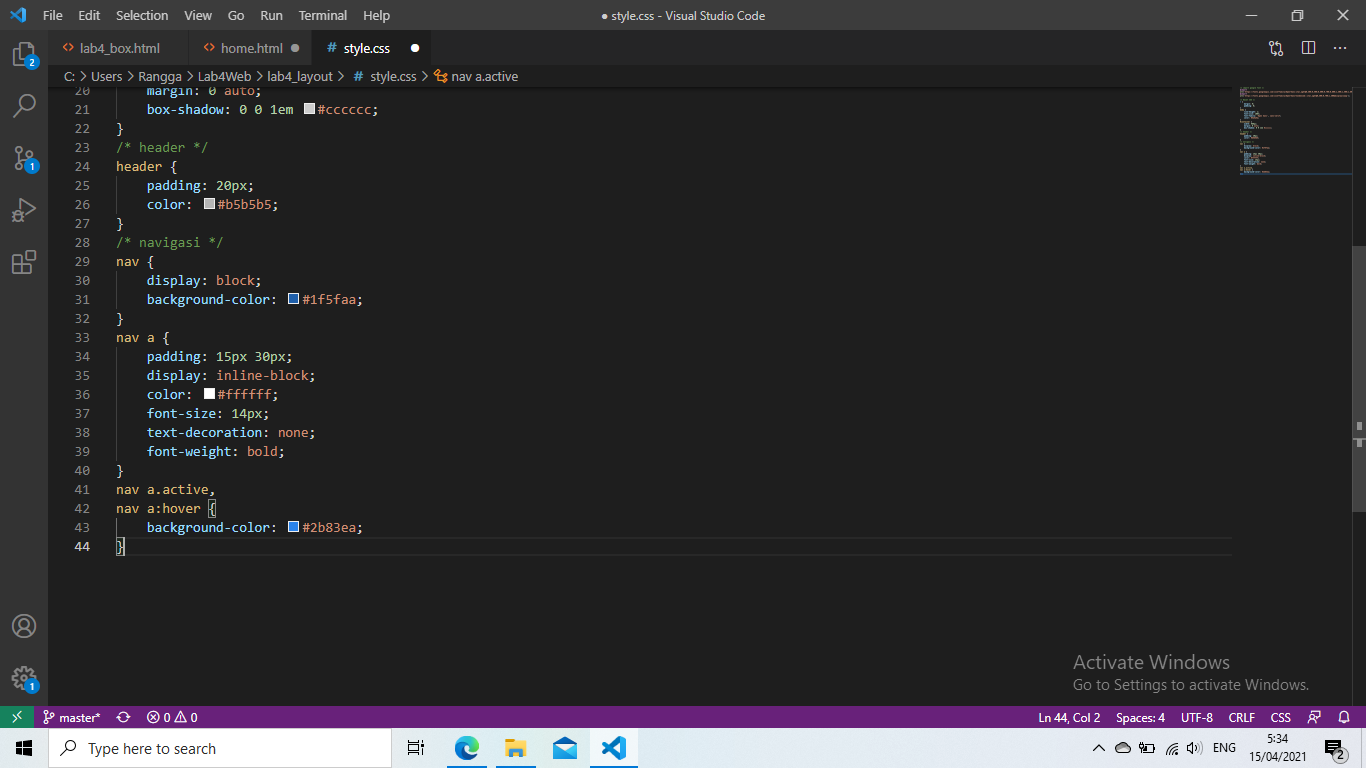 File Edit Selection View Go Run Terminal Help ● style.css - Visual Studio Code
lab4_box.html home.html ● # style.css ●
C: > Users > Rangga > Lab4Web > lab4_layout > # style.css > nav a.active
20 margin: 0 auto;
21 box-shadow: 0 0 1em #cccccc;
22 }
23 /* header */
24 header {
25 padding: 20px;
26 color: #b5b5b5;
27 }
28 /* navigasi */
29 nav {
30 display: block;
31 background-color: #1f5faa;
32 }
33 nav a {
34 padding: 15px 30px;
35 display: inline-block;
36 color: #ffffff;
37 font-size: 14px;
38 text-decoration: none;
39 font-weight: bold;
40 }
41 nav a.active,
42 nav a:hover {
43 background-color: #2b83ea;
44 }
2
1
1
Activate Windows
Go to Settings to activate Windows.
master* 0 0 Ln 44, Col 2 Spaces: 4 UTF-8 CRLF CSS
Type here to search ENG 5:34
15/04/2021 2